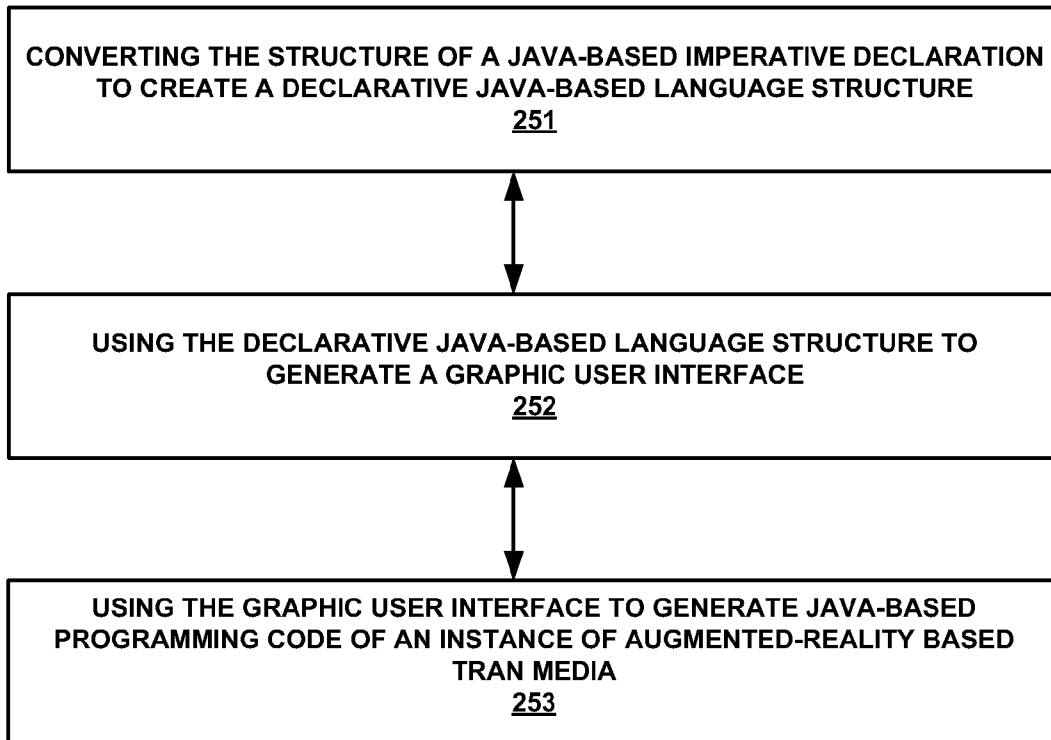 CONVERTING THE STRUCTURE OF A JAVA-BASED IMPERATIVE DECLARATION
TO CREATE A DECLARATIVE JAVA-BASED LANGUAGE STRUCTURE
251
USING THE DECLARATIVE JAVA-BASED LANGUAGE STRUCTURE TO
GENERATE A GRAPHIC USER INTERFACE
252
USING THE GRAPHIC USER INTERFACE TO GENERATE JAVA-BASED
PROGRAMMING CODE OF AN INSTANCE OF AUGMENTED-REALITY BASED
TRAN MEDIA
253